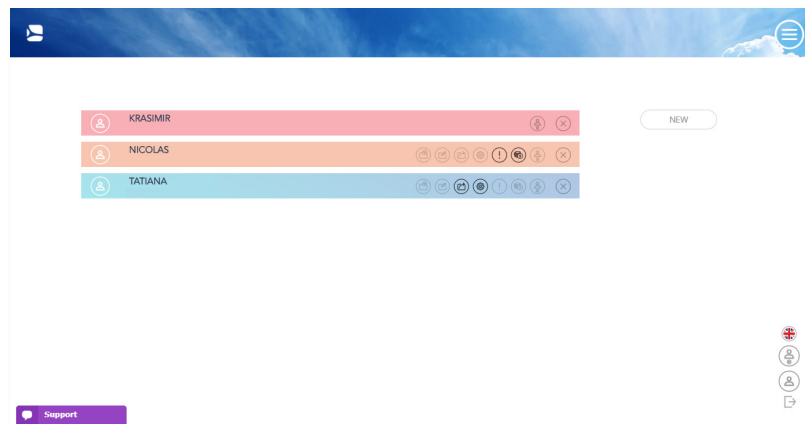 KRASIMIR
NEW
NICOLAS
TATIANA
Support